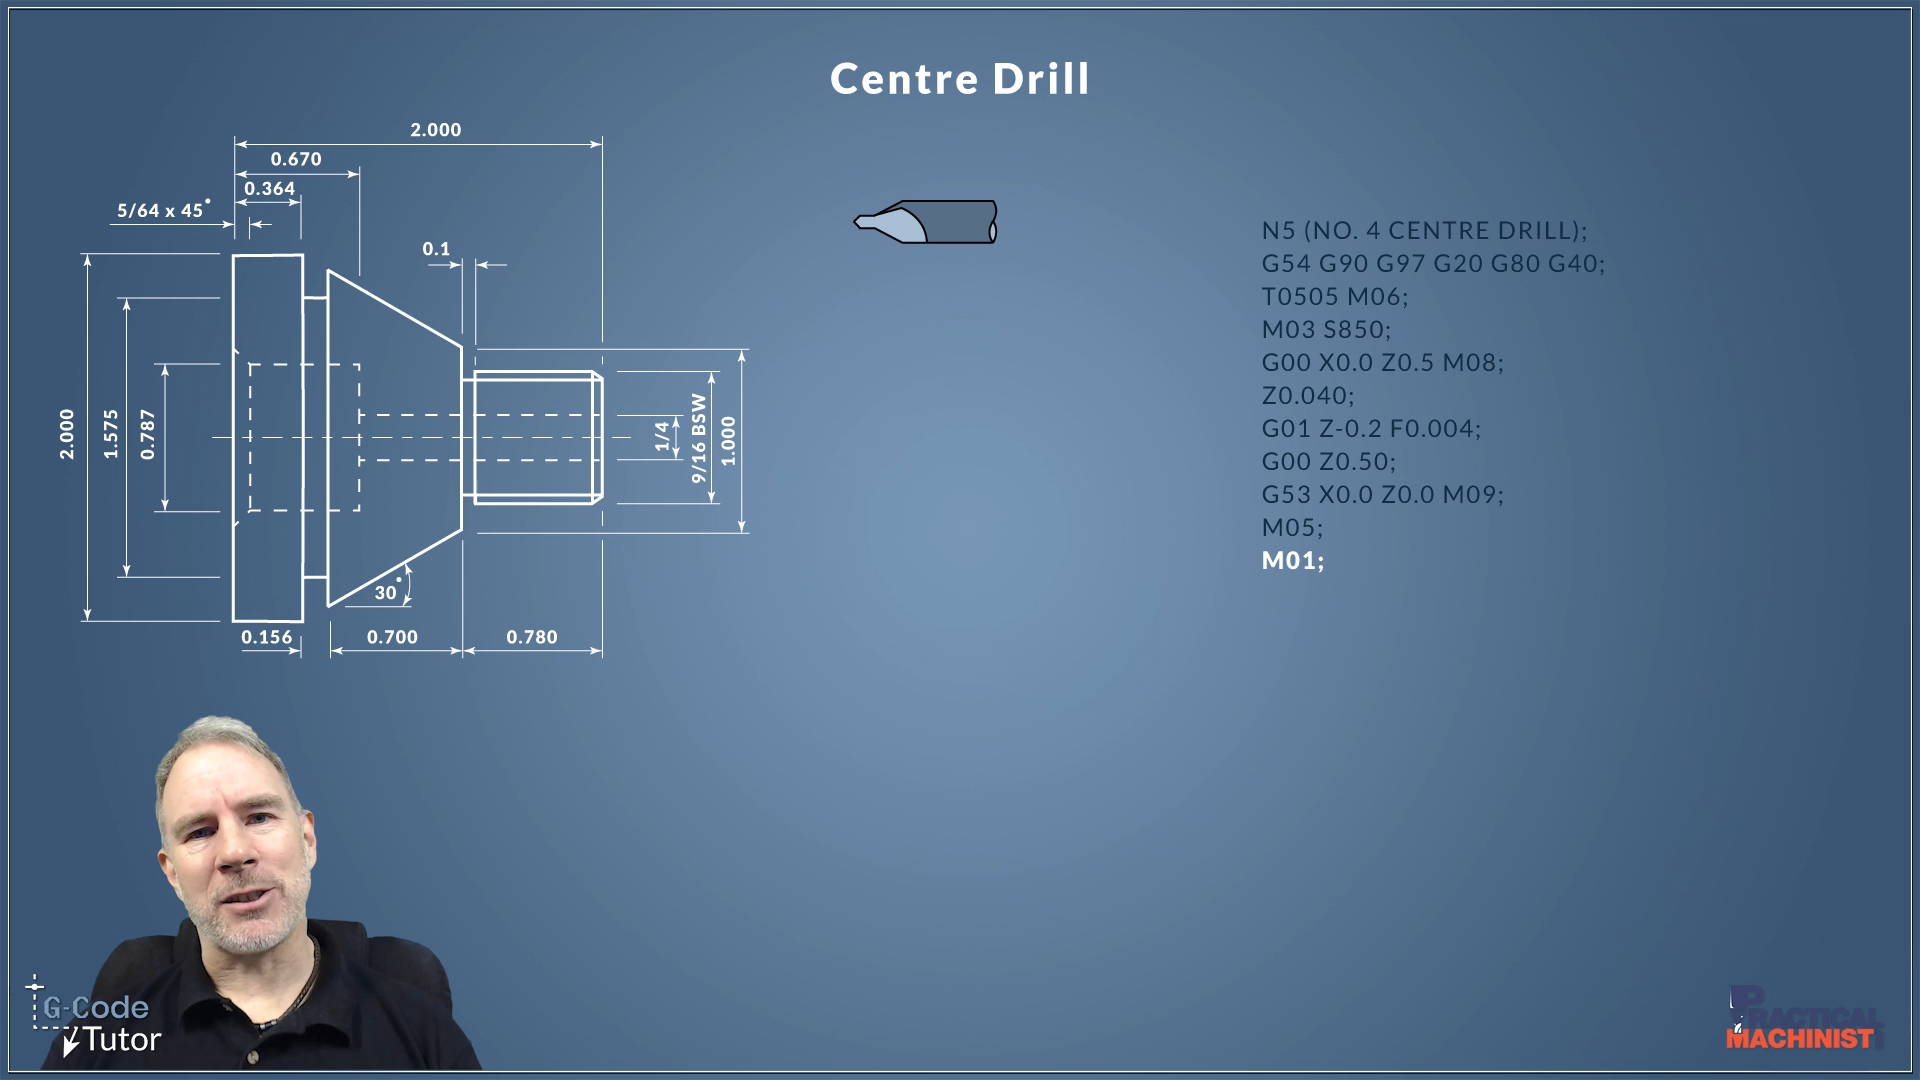 Centre Drill
2.000
0.670
0.364
5/64 x 45°
0.1
2.000
1.575
0.787
1/4
9/16 BSW
1.000
30°
0.156
0.700
0.780
N5 (NO. 4 CENTRE DRILL);
G54 G90 G97 G20 G80 G40;
T0505 M06;
M03 S850;
G00 X0.0 Z0.5 M08;
Z0.040;
G01 Z-0.2 F0.004;
G00 Z0.50;
G53 X0.0 Z0.0 M09;
M05;
M01;
G-Code
Tutor
PRACTICAL
MACHINIST